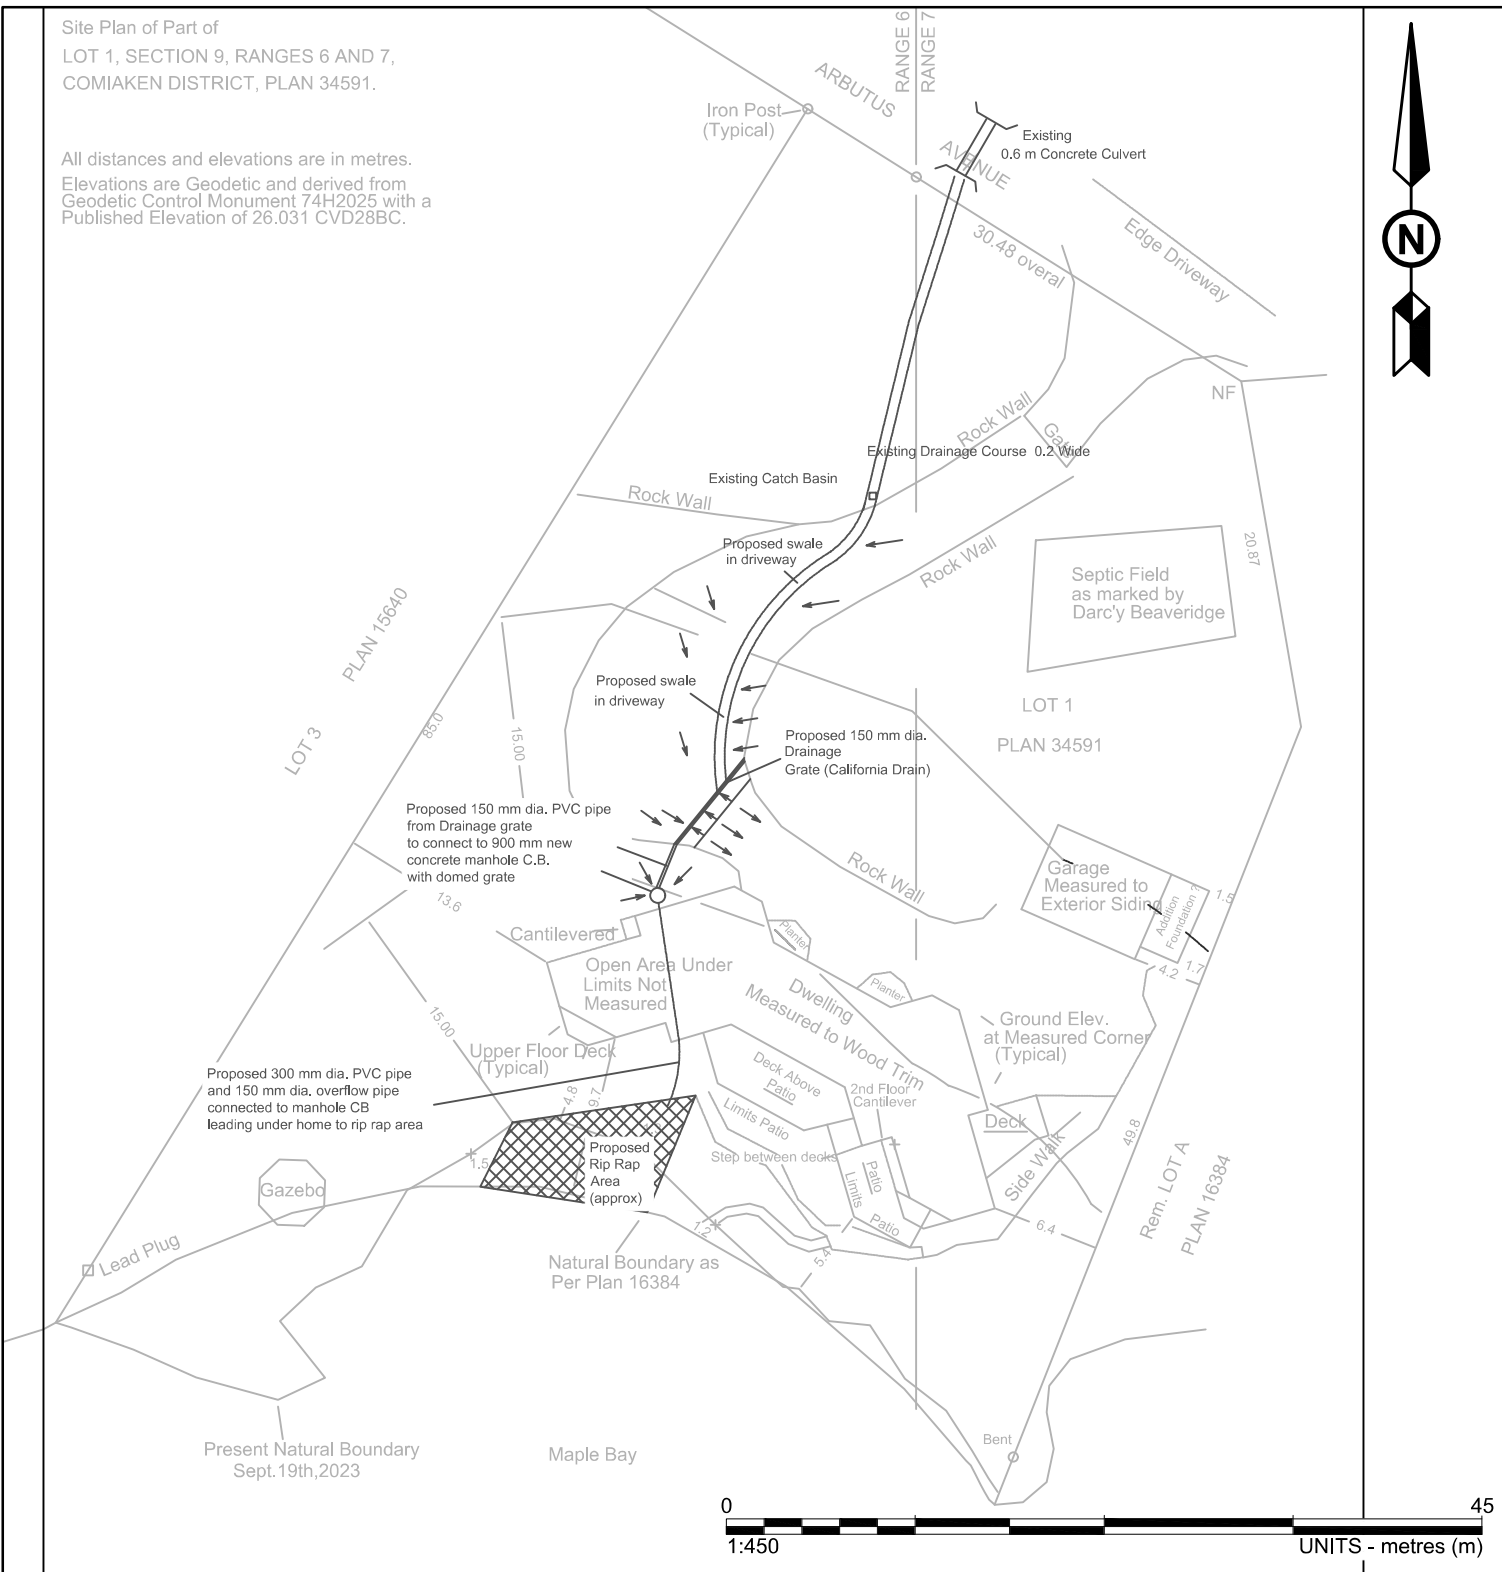 Site Plan of Part of
LOT 1, SECTION 9, RANGES 6 AND 7,
COMIAKEN DISTRICT, PLAN 34591.
All distances and elevations are in metres.
Elevations are Geodetic and derived from
Geodetic Control Monument 74H2025 with a
Published Elevation of 26.031 CVD28BC.
RANGE 6
RANGE 7
ARBUTUS
AVENUE
Iron Post
(Typical)
Existing
0.6 m Concrete Culvert
N
30.48 overal
Edge Driveway
NF
Rock Wall
Gate
Existing Drainage Course 0.2 Wide
Existing Catch Basin
Rock Wall
Proposed swale
in driveway
Rock Wall
20.87
Septic Field
as marked by
Darc'y Beaveridge
PLAN 15640
LOT 3
85.0
15.00
Proposed swale
in driveway
LOT 1
PLAN 34591
Proposed 150 mm dia.
Drainage
Grate (California Drain)
Proposed 150 mm dia. PVC pipe
from Drainage grate
to connect to 900 mm new
concrete manhole C.B.
with domed grate
13.6
Rock Wall
Garage
Measured to
Exterior Siding
Addition
Foundation ?
1.5
1.7
4.2
Cantilevered
Open Area Under
Limits Not
Measured
Planter
Planter
Dwelling
Measured to Wood Trim
Ground Elev.
at Measured Corner
(Typical)
15.00
Upper Floor Deck
(Typical)
4.8
9.7
Deck Above
Patio
2nd Floor
Cantilever
Proposed 300 mm dia. PVC pipe
and 150 mm dia. overflow pipe
connected to manhole CB
leading under home to rip rap area
Limits Patio
Deck
49.8
Proposed
Rip Rap
Area
(approx)
1.5
Step between decks
Patio
Limits
Patio
Side Walk
Rem. LOT A
PLAN 16384
Gazebo
1.2
5.4
6.4
Lead Plug
Natural Boundary as
Per Plan 16384
Present Natural Boundary
Sept.19th,2023
Maple Bay
Bent
0
45
1:450
UNITS - metres (m)